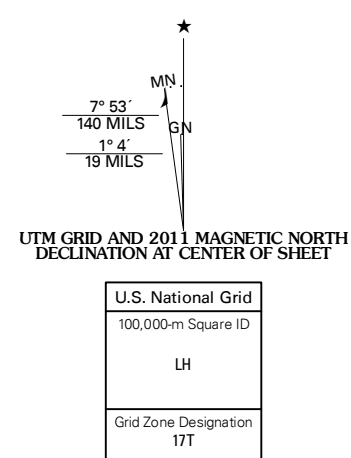 ★
MN
7° 53´
140 MILS
GN
1° 4´
19 MILS
UTM GRID AND 2011 MAGNETIC NORTH
DECLINATION AT CENTER OF SHEET
U.S. National Grid
100,000-m Square ID
LH
Grid Zone Designation
17T